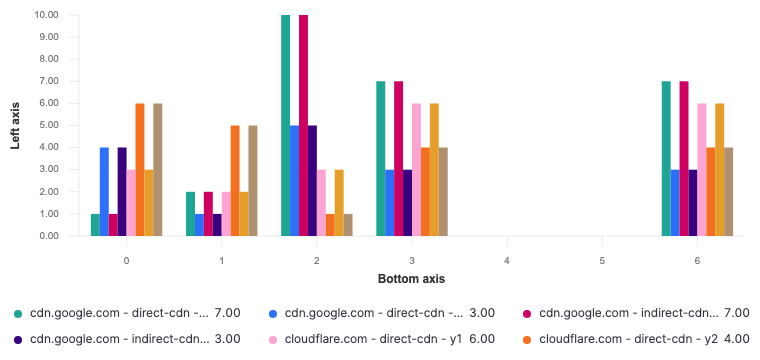 10.00
9.00
8.00
7.00
6.00
5.00
4.00
3.00
2.00
1.00
0.00
Left axis
0 1 2 3 4 5 6
Bottom axis
cdn.google.com - direct-cdn -... 7.00 cdn.google.com - direct-cdn -... 3.00 cdn.google.com - indirect-cdn... 7.00
cdn.google.com - indirect-cdn... 3.00 cloudflare.com - direct-cdn - y1 6.00 cloudflare.com - direct-cdn - y2 4.00